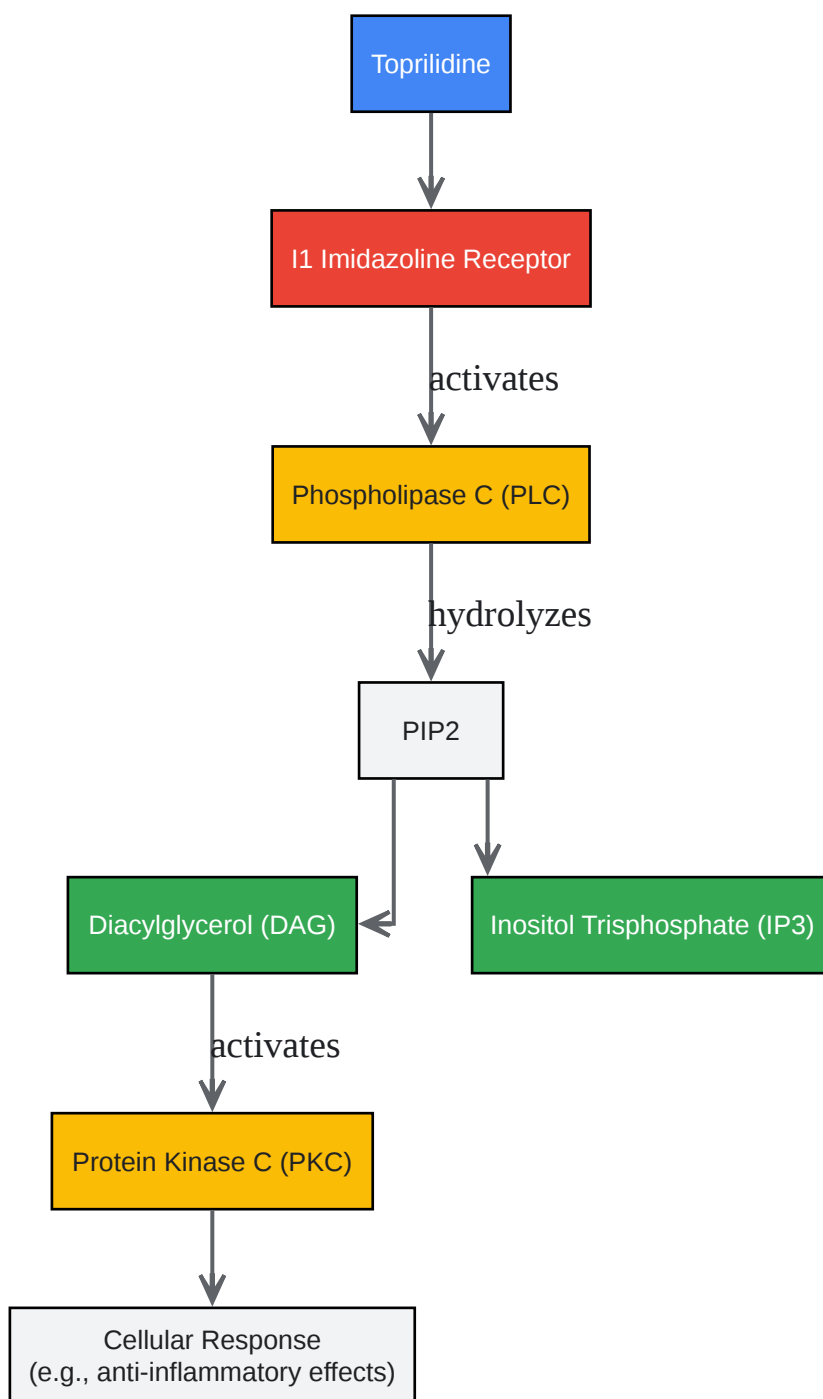 Toprilidine
I1 Imidazoline Receptor
activates
Phospholipase C (PLC)
hydrolyzes
PIP2
Diacylglycerol (DAG)
Inositol Trisphosphate (IP3)
activates
Protein Kinase C (PKC)
Cellular Response
(e.g., anti-inflammatory effects)